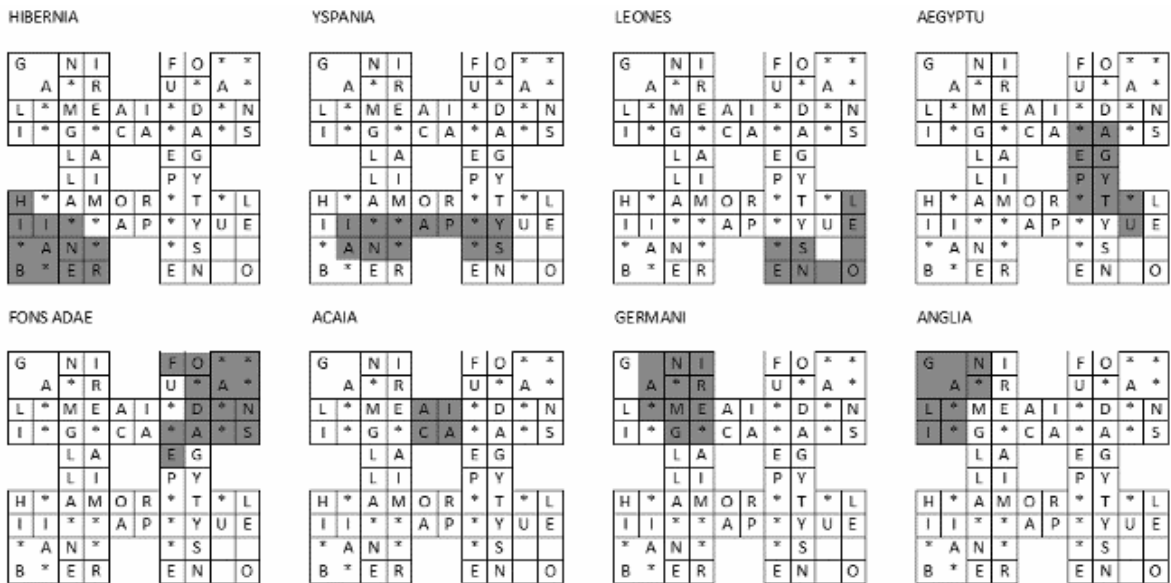 HIBERNIA
G N I F O * *
A * R U * A *
L * M E A I * D * N
I * G * C A * A * S
L A E G
L I P Y
H * A M O R * T * L
I I * * A P * Y U E
* A N * * S
B * E R E N O
YSPANIA
G N I F O * *
A * R U * A *
L * M E A I * D * N
I * G * C A * A * S
L A E G
L I P Y
H * A M O R * T * L
I I * * A P * Y U E
* A N * * S
B * E R E N O
LEONES
G N I F O * *
A * R U * A *
L * M E A I * D * N
I * G * C A * A * S
L A E G
L I P Y
H * A M O R * T * L
I I * * A P * Y U E
* A N * * S
B * E R E N O
AEGYPTU
G N I F O * *
A * R U * A *
L * M E A I * D * N
I * G * C A * A * S
L A E G
L I P Y
H * A M O R * T * L
I I * * A P * Y U E
* A N * * S
B * E R E N O
FONS ADAE
G N I F O * *
A * R U * A *
L * M E A I * D * N
I * G * C A * A * S
L A E G
L I P Y
H * A M O R * T * L
I I * * A P * Y U E
* A N * * S
B * E R E N O
ACAIA
G N I F O * *
A * R U * A *
L * M E A I * D * N
I * G * C A * A * S
L A E G
L I P Y
H * A M O R * T * L
I I * * A P * Y U E
* A N * * S
B * E R E N O
GERMANI
G N I F O * *
A * R U * A *
L * M E A I * D * N
I * G * C A * A * S
L A E G
L I P Y
H * A M O R * T * L
I I * * A P * Y U E
* A N * * S
B * E R E N O
ANGLIA
G N I F O * *
A * R U * A *
L * M E A I * D * N
I * G * C A * A * S
L A E G
L I P Y
H * A M O R * T * L
I I * * A P * Y U E
* A N * * S
B * E R E N O